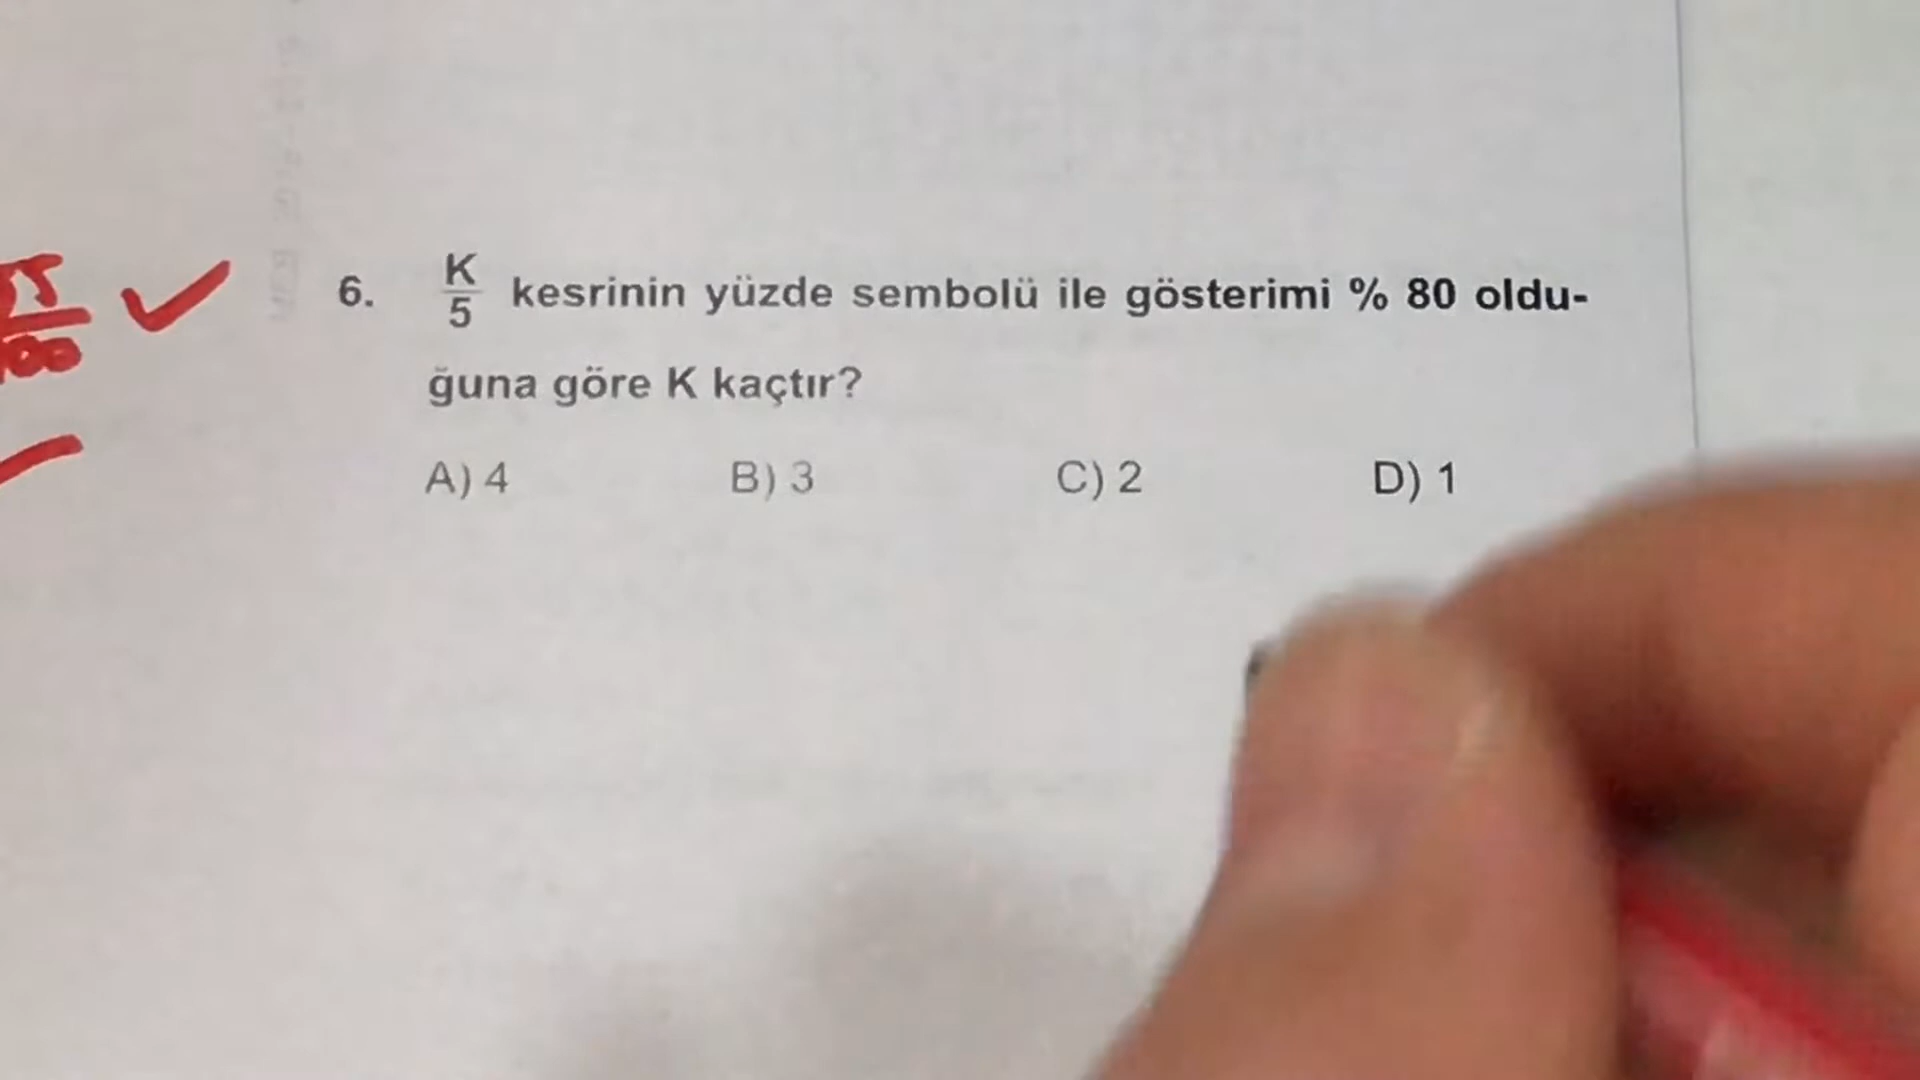 6. K/5 kesrinin yüzde sembolü ile gösterimi % 80 oldu-
ğuna göre K kaçtır?
A) 4 B) 3 C) 2 D) 1